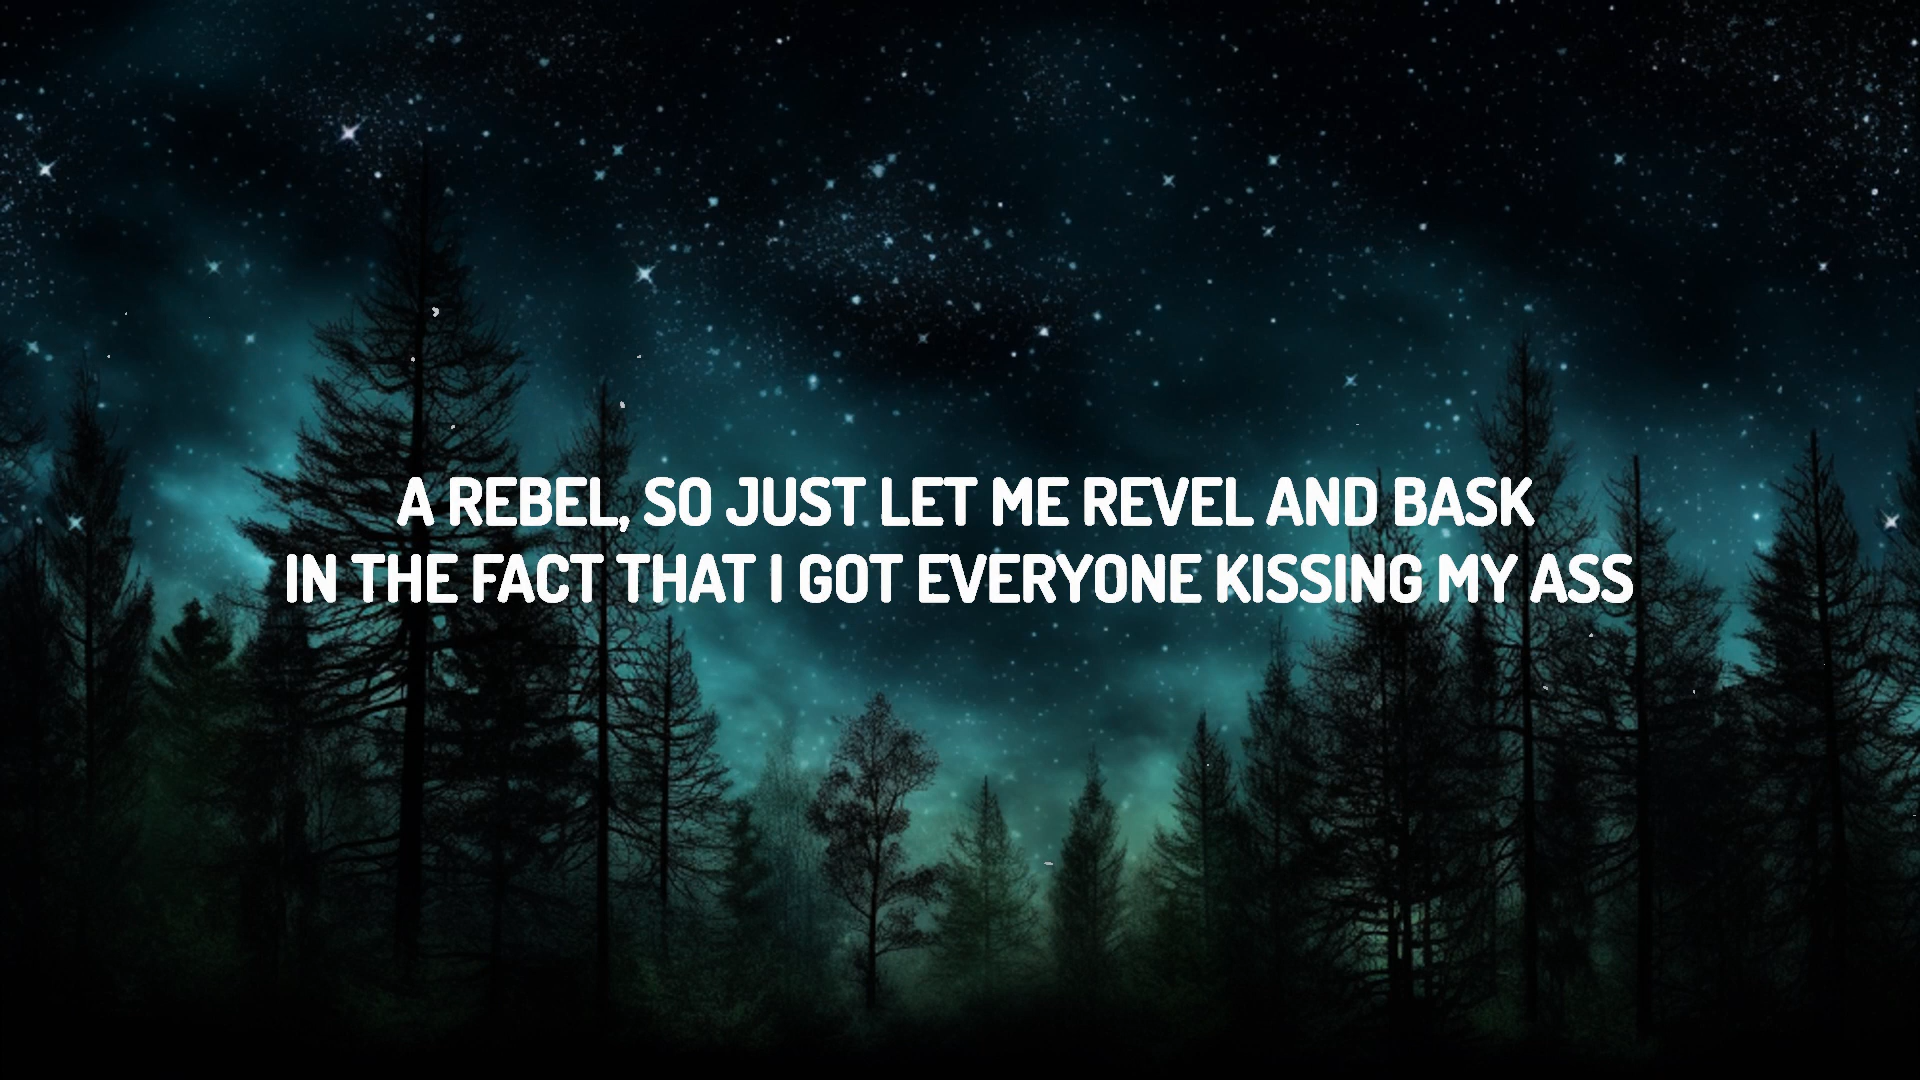 A REBEL, SO JUST LET ME REVEL AND BASK
IN THE FACT THAT I GOT EVERYONE KISSING MY ASS